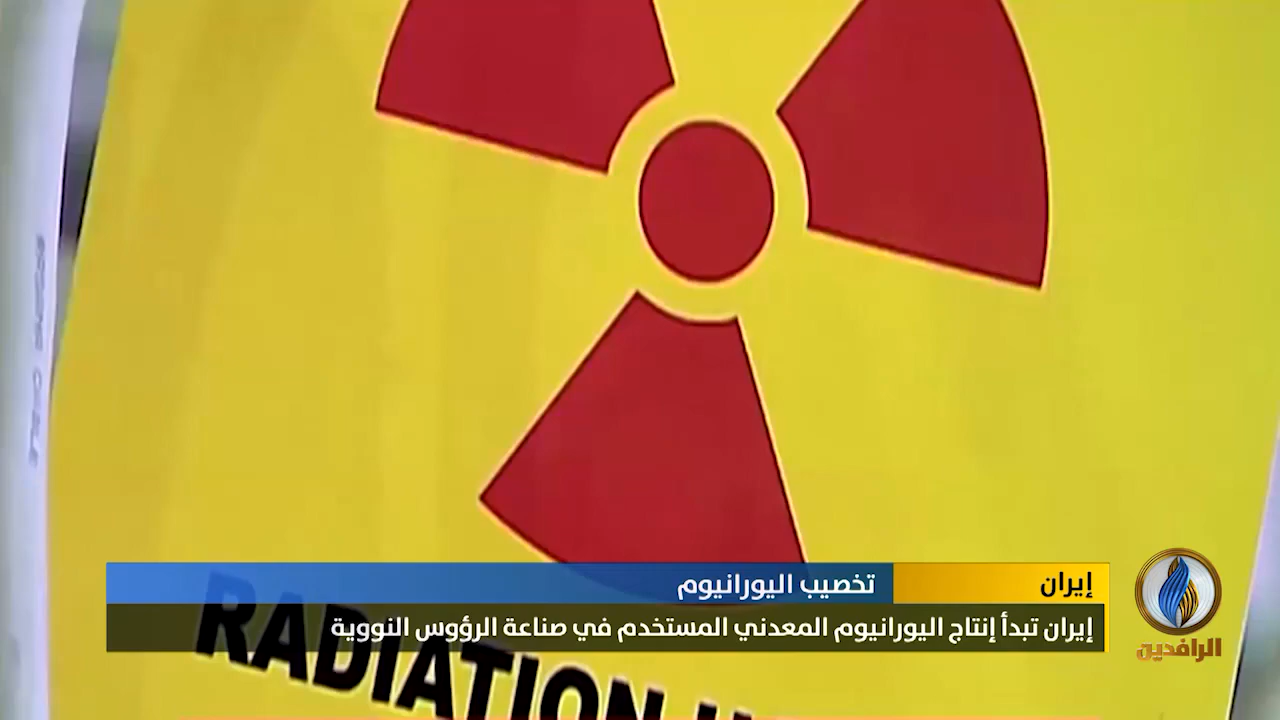 إيران
تخصيب اليورانيوم
إيران تبدأ إنتاج اليورانيوم المعدني المستخدم في صناعة الرؤوس النووية
الرافدين
RADIATION